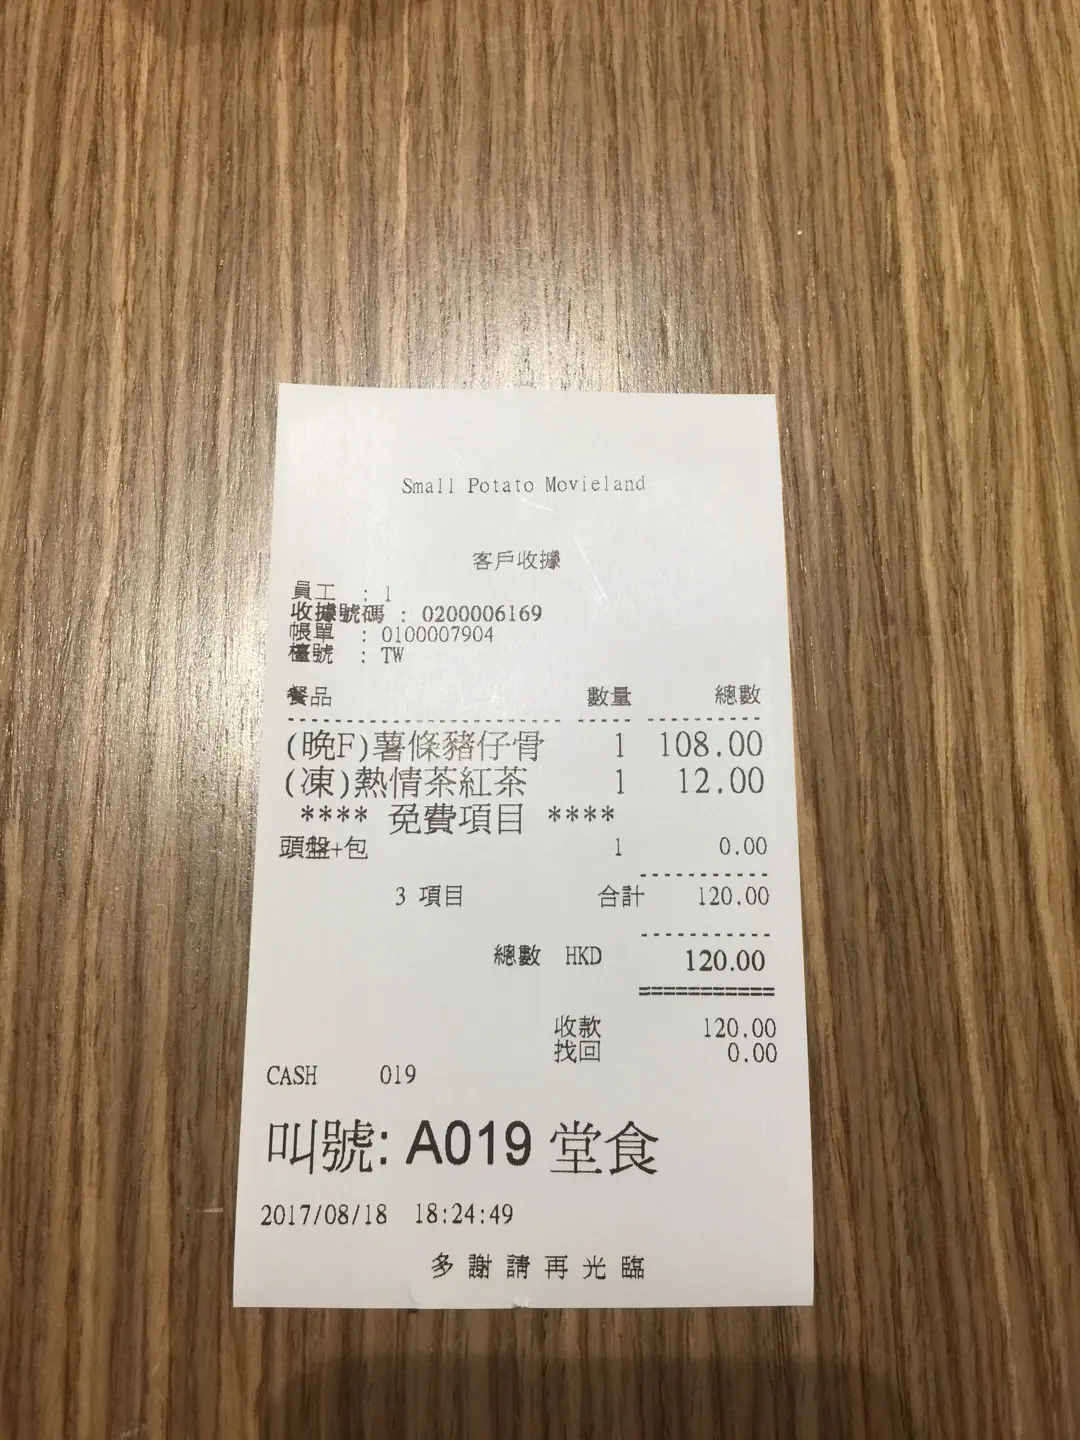 Small Potato Movieland
客戶收據
員工 : 1
收據號碼 : 0200006169
帳單 : 0100007904
檯號 : TW
餐品 數量 總數
(晚F)薯條豬仔骨 1 108.00
(凍)熱情茶紅茶 1 12.00
**** 免費項目 ****
頭盤+包 1 0.00
3 項目 合計 120.00
總數 HKD 120.00
收款 120.00
找回 0.00
CASH 019
叫號: A019 堂食
2017/08/18 18:24:49
多謝請再光臨